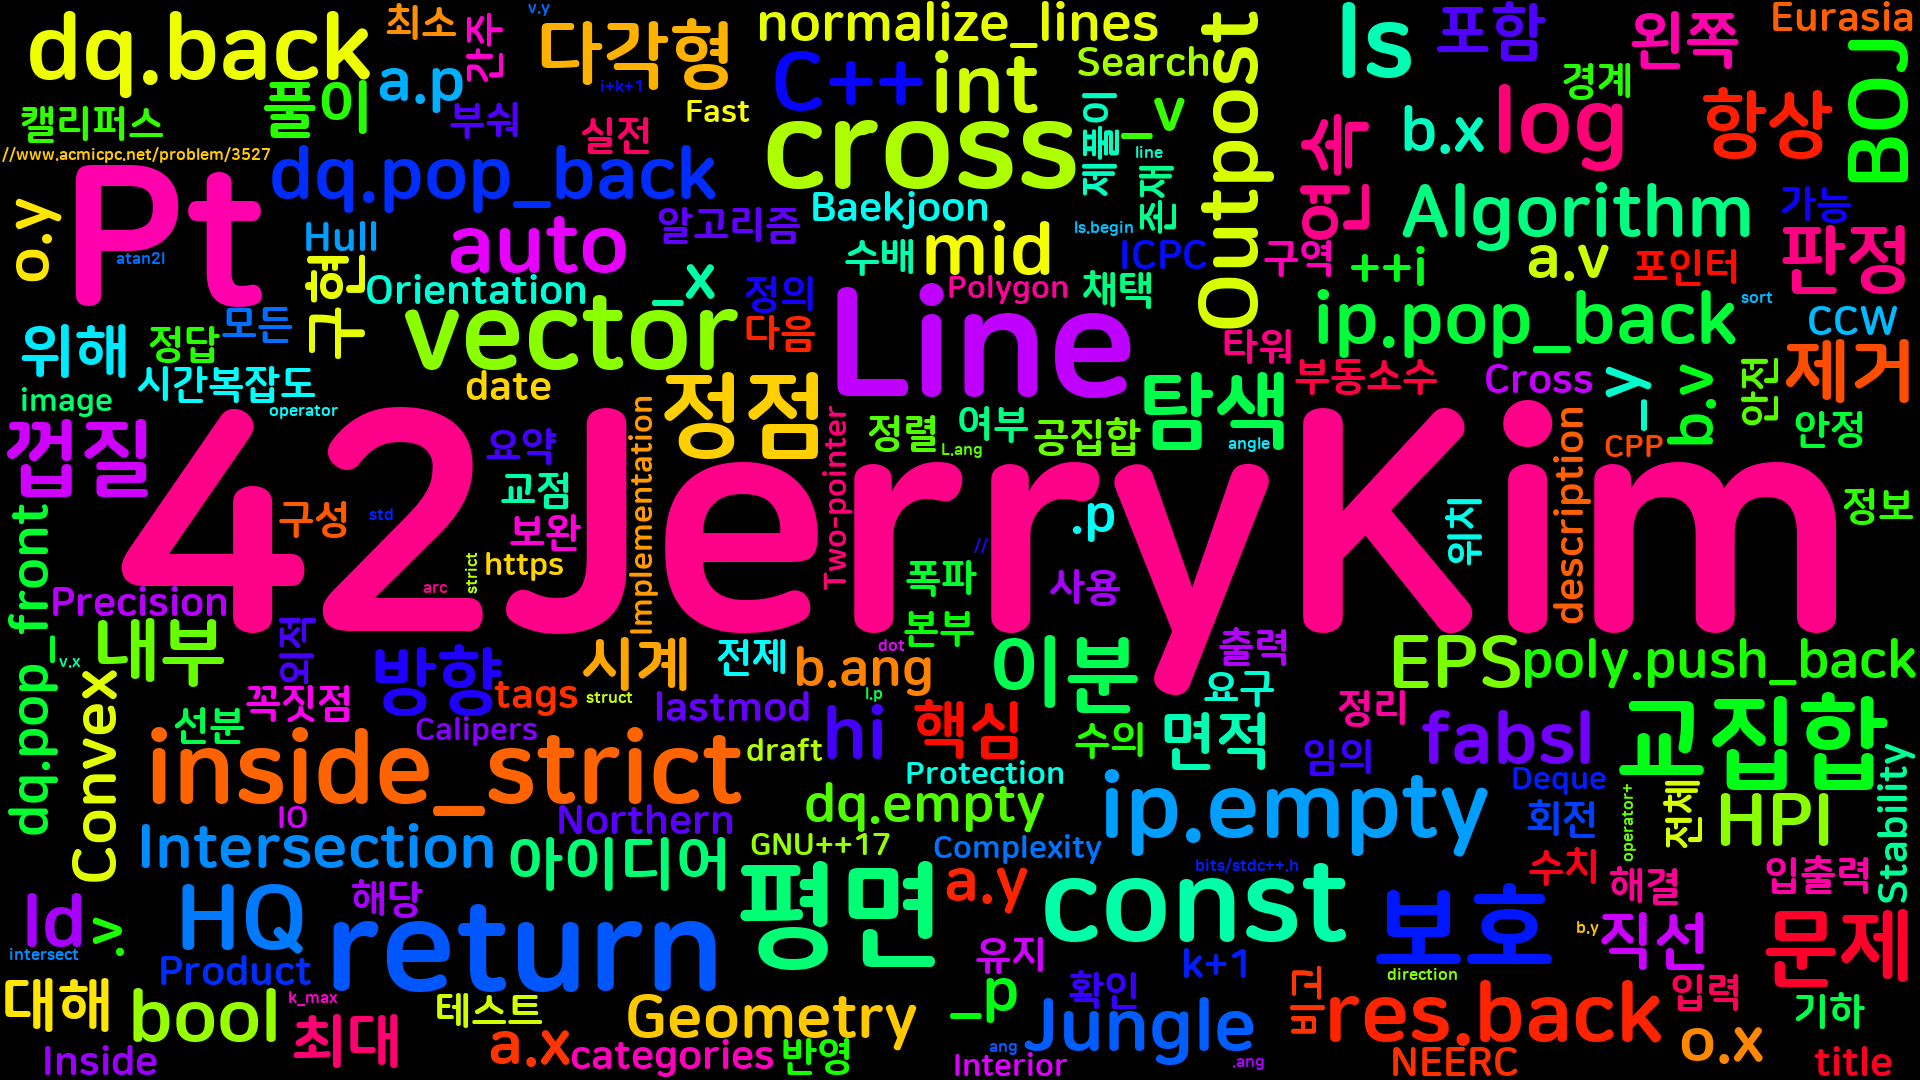 dq.back
최소
v.y
간주
다각형
normalize_lines
Outpost
ls
포함
왼쪽
Eurasia
a.p
i+k+1
C++
int
Search
경계
BOJ
풀이
캘리퍼스
부숴
실전
Fast
cross
제풀이
_v
연속
b.x
log
항상
//www.acmicpc.net/problem/3527
dq.pop_back
line
존재
o.y
Pt
Hull
atan2l
구현
auto
알고리즘
Baekjoon
수배
mid
ls.begin
ICPC
구역
Algorithm
가능
판정
++i
a.v
포인터
Orientation
_x
정의
Polygon
채택
ip.pop_back
sort
CCW
위해
정답
모든
vector
다음
Line
타워
부동소수
Cross
_y
b.v
안전
제거
image
시간복잡도
operator
date
Implementation
정점
Two-pointer
정렬
L.ang
여부
공집합
탐색
angle
description
CPP
안정
껍질
42JerryKim
요약
교점
보완
구성
std
strict
https
arc
.p
//
위치
정보
dq.pop_front
Precision
폭파
본부
사용
내부
v.x
Convex
방향
tags
시계
전제
dot
b.ang
이분
출력
요구
EPS
poly.push_back
꼭짓점
선분
struct
Calipers
lastmod
l.p
hi
핵심
수의
면적
정리
임의
fabsl
교집합
inside_strict
draft
Protection
ip.empty
Deque
회전
operator+
전체
HPI
Stability
IO
Northern
dq.empty
Intersection
아이디어
GNU++17
Complexity
bits/stdc++.h
수치
해결
입출력
ld
.v
HQ
해당
return
평면
a.y
const
보호
b.y
직선
문제
intersect
Product
유지
k+1
direction
대해
bool
k_max
최대
테스트
Geometry
_p
확인
Jungle
비교
res.back
입력
기하
Inside
a.x
categories
반영
ang
Interior
.ang
NEERC
o.x
title